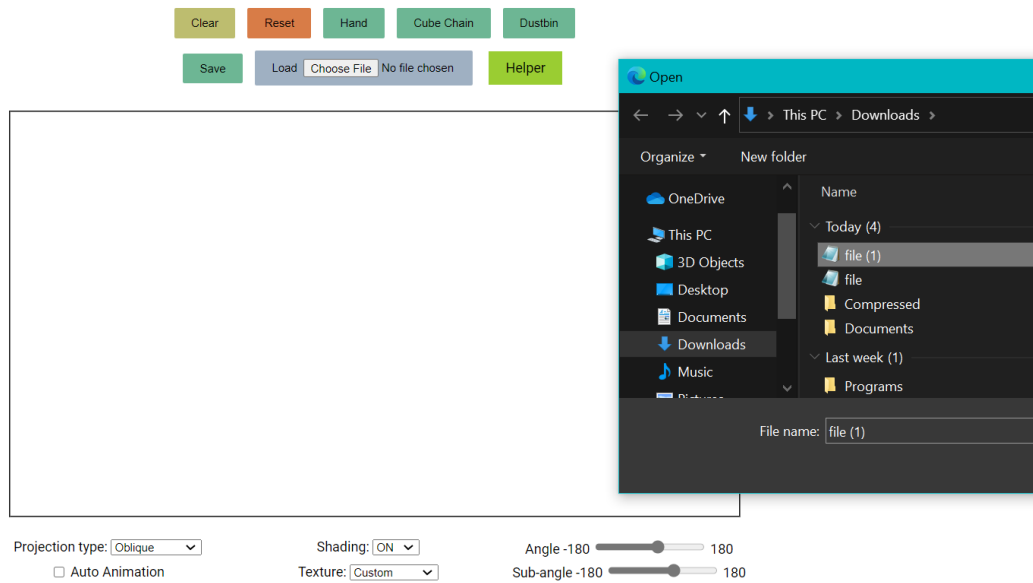 Clear Reset Hand Cube Chain Dustbin
Save Load Choose File No file chosen Helper
Open
This PC > Downloads >
Organize New folder
OneDrive
This PC
3D Objects
Desktop
Documents
Downloads
Music
Pictures
Name
Today (4)
file (1)
file
Compressed
Documents
Last week (1)
Programs
File name: file (1)
Projection type: Oblique Shading: ON Angle -180 180
Auto Animation Texture: Custom Sub-angle -180 180